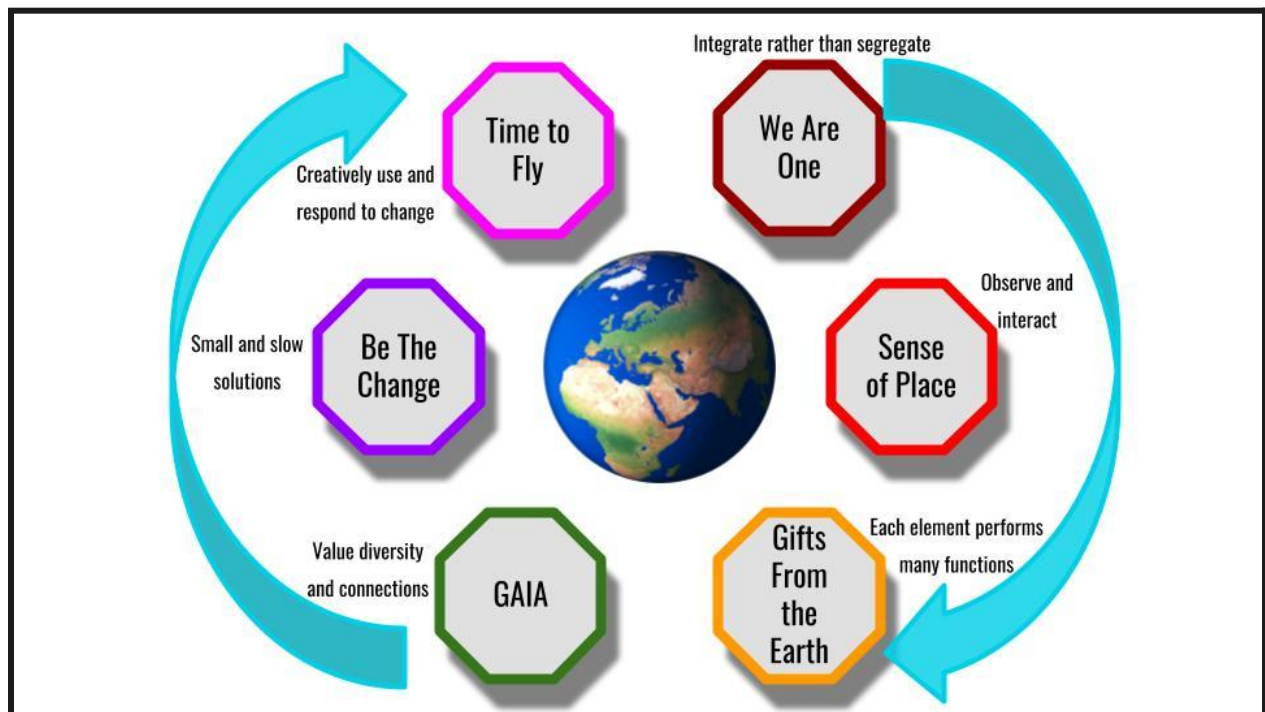 Integrate rather than segregate
We Are
One
Observe and
interact
Sense
of Place
Each element performs
many functions
Gifts
From
the
Earth
Value diversity
and connections
GAIA
Small and slow
solutions
Be The
Change
Creatively use and
respond to change
Time to
Fly